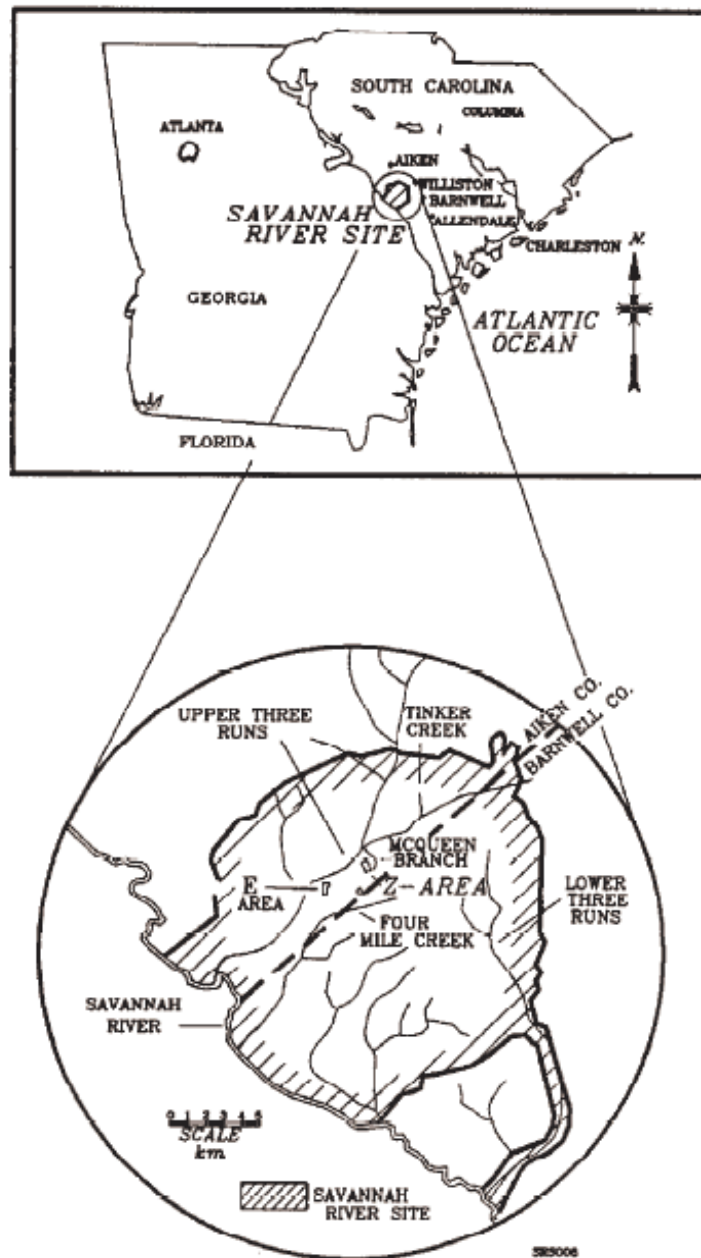 SOUTH CAROLINA
COLUMBIA
ATLANTA
AIKEN
WILLISTON
BARNWELL
ALLENDALE
SAVANNAH
RIVER SITE
CHARLESTON
N.
GEORGIA
ATLANTIC
OCEAN
FLORIDA
AIKEN CO.
BARNWELL CO.
UPPER THREE
RUNS
TINKER
CREEK
MCQUEEN
BRANCH
E
AREA
Z-AREA
LOWER
THREE
RUNS
FOUR
MILE CREEK
SAVANNAH
RIVER
0 1 2 3 4 5
SCALE
km
SAVANNAH
RIVER SITE